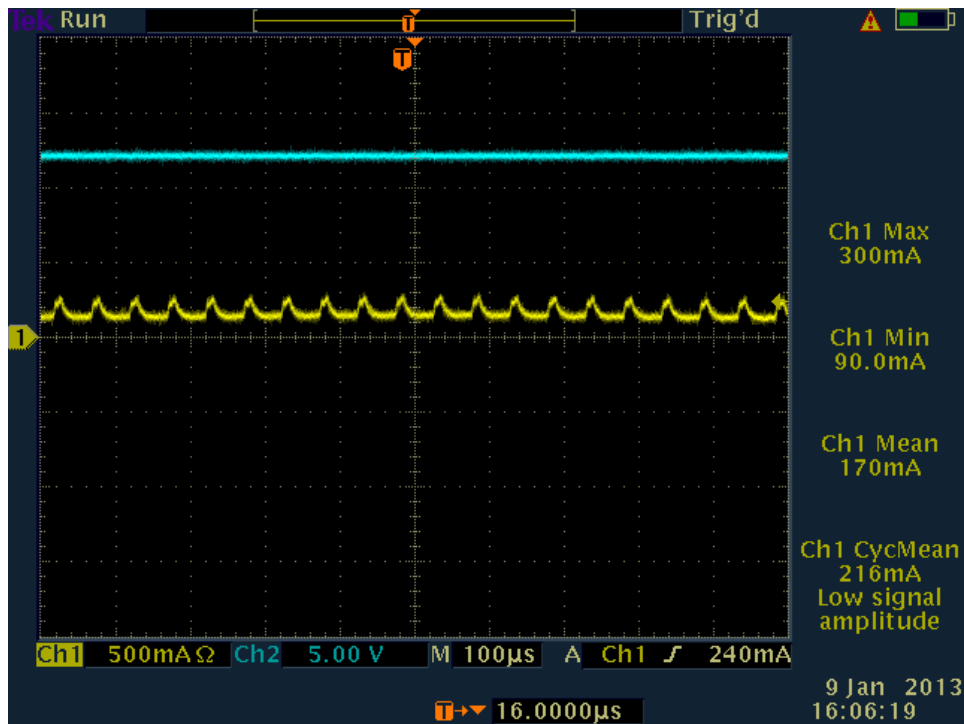 Tek Run Trig'd
T
T
1
Ch1 Max
300mA
Ch1 Min
90.0mA
Ch1 Mean
170mA
Ch1 CycMean
216mA
Low signal
amplitude
Ch1 500mAΩ Ch2 5.00 V M 100µs A Ch1 240mA
T 16.0000µs
9 Jan 2013
16:06:19